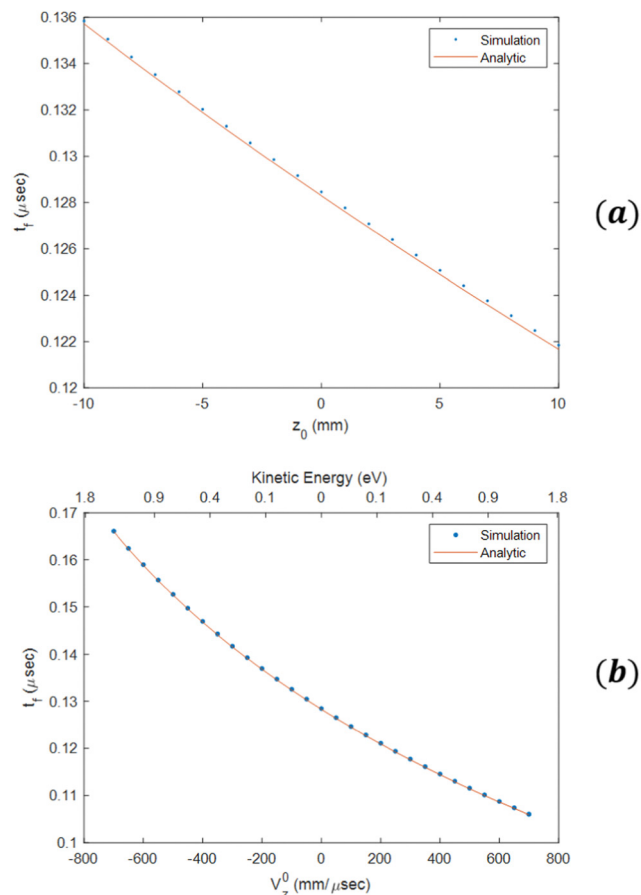 0.136
0.134
0.132
0.13
0.128
0.126
0.124
0.122
0.12
t_f (μsec)
Simulation
Analytic
-10 -5 0 5 10
z_0 (mm)
(a)
Kinetic Energy (eV)
1.8 0.9 0.4 0.1 0 0.1 0.4 0.9 1.8
0.17
0.16
0.15
0.14
0.13
0.12
0.11
0.1
t_f (μsec)
Simulation
Analytic
-800 -600 -400 -200 0 200 400 600 800
V_z^0 (mm/μsec)
(b)